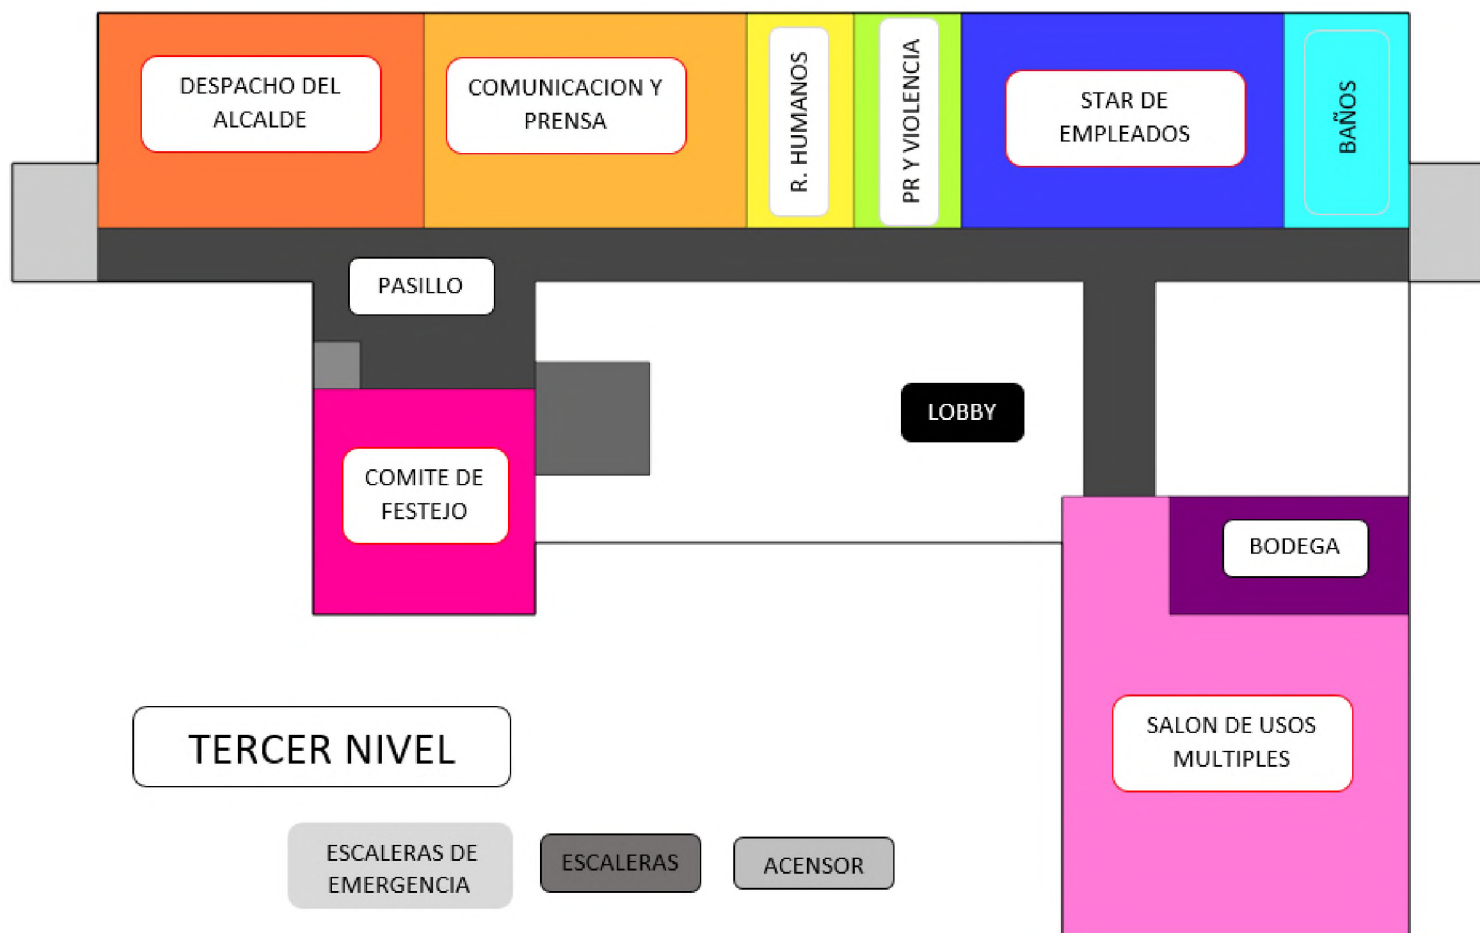 DESPACHO DEL
ALCALDE
COMUNICACION Y
PRENSA
R. HUMANOS
PR Y VIOLENCIA
STAR DE
EMPLEADOS
BAÑOS
PASILLO
LOBBY
COMITE DE
FESTEJO
BODEGA
SALON DE USOS
MULTIPLES
TERCER NIVEL
ESCALERAS DE
EMERGENCIA
ESCALERAS
ACENSOR